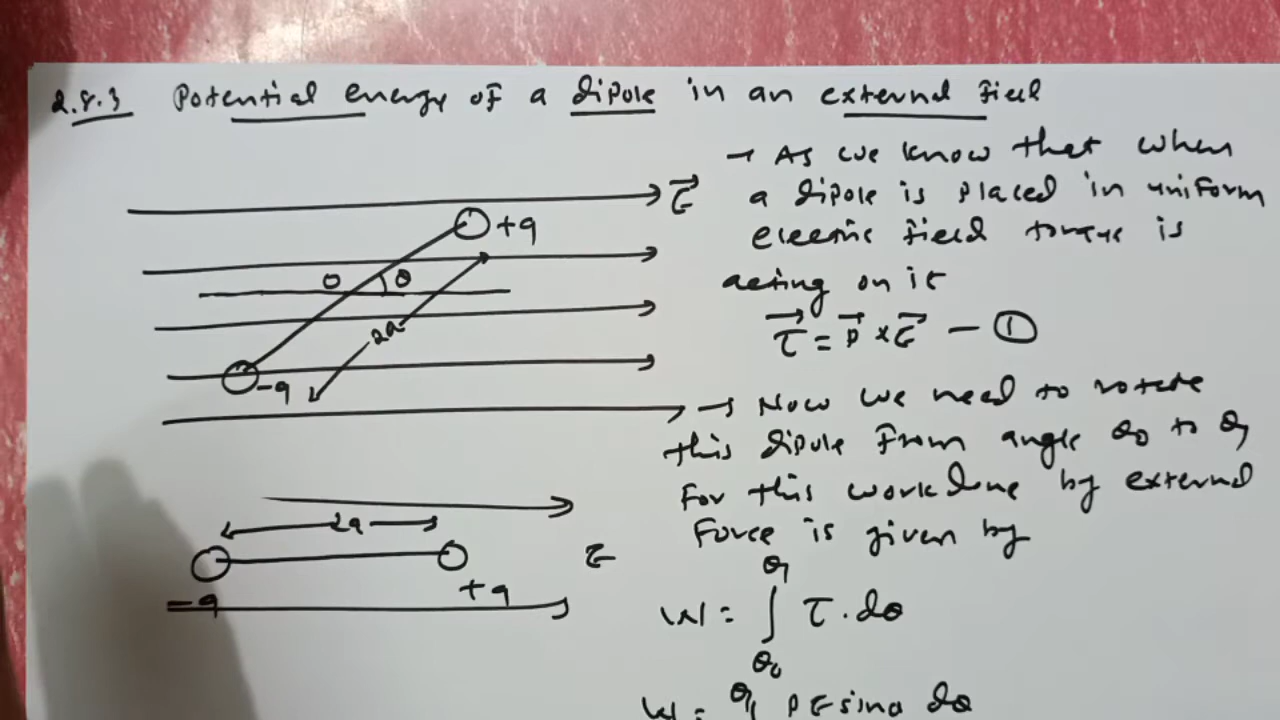 2.8.3 Potential energy of a dipole in an external field
→ As we know that when
a dipole is placed in uniform
electric field torque is
acting on it
τ⃗ = p⃗ × E⃗ — ①
→ Now we need to rotate
this dipole from angle θ₀ to θ₁
For this work done by external
Force is given by
W = ∫ τ · dθ
θ₁
θ₀
W = θ₁ PE sinθ dθ
E⃗
+q
θ θ
2a
-q
2a
E
-q +q